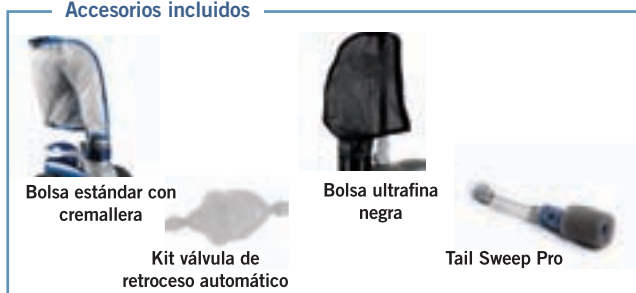 Accesorios incluidos
Bolsa estándar con
cremallera
Kit válvula de
retroceso automático
Bolsa ultrafina
negra
Tail Sweep Pro